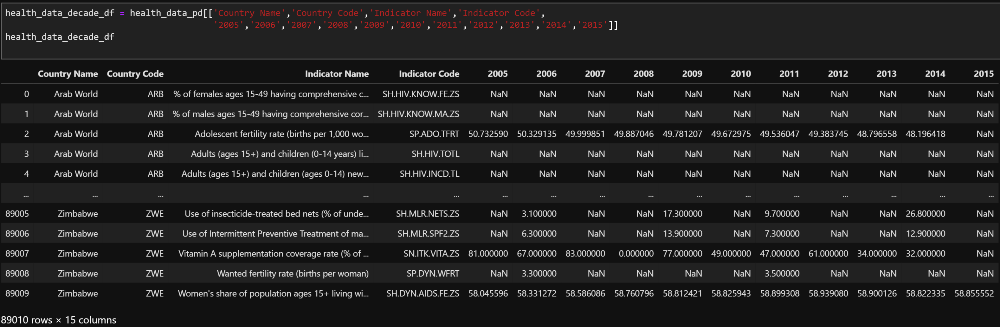 health_data_decade_df = health_data_pd[['Country Name','Country Code','Indicator Name','Indicator Code',
'2005','2006','2007','2008','2009','2010','2011','2012','2013','2014','2015']]
health_data_decade_df
Country Name Country Code Indicator Name Indicator Code 2005 2006 2007 2008 2009 2010 2011 2012 2013 2014 2015
0 Arab World ARB % of females ages 15-49 having comprehensive c... SH.HIV.KNOW.FE.ZS NaN NaN NaN NaN NaN NaN NaN NaN NaN NaN NaN
1 Arab World ARB % of males ages 15-49 having comprehensive cor... SH.HIV.KNOW.MA.ZS NaN NaN NaN NaN NaN NaN NaN NaN NaN NaN NaN
2 Arab World ARB Adolescent fertility rate (births per 1,000 wo... SP.ADO.TFRT 50.732590 50.329135 49.999851 49.887046 49.781207 49.672975 49.536047 49.383745 48.796558 48.196418 NaN
3 Arab World ARB Adults (ages 15+) and children (0-14 years) li... SH.HIV.TOTL NaN NaN NaN NaN NaN NaN NaN NaN NaN NaN NaN
4 Arab World ARB Adults (ages 15+) and children (ages 0-14) new... SH.HIV.INCD.TL NaN NaN NaN NaN NaN NaN NaN NaN NaN NaN NaN
... ... ... ... ... ... ... ... ... ... ... ... ... ... ... ...
89005 Zimbabwe ZWE Use of insecticide-treated bed nets (% of unde... SH.MLR.NETS.ZS NaN 3.100000 NaN NaN 17.300000 NaN 9.700000 NaN NaN 26.800000 NaN
89006 Zimbabwe ZWE Use of Intermittent Preventive Treatment of ma... SH.MLR.SPF2.ZS NaN 6.300000 NaN NaN 13.900000 NaN 7.300000 NaN NaN 12.900000 NaN
89007 Zimbabwe ZWE Vitamin A supplementation coverage rate (% of ... SN.ITK.VITA.ZS 81.000000 67.000000 83.000000 0.000000 77.000000 49.000000 47.000000 61.000000 34.000000 32.000000 NaN
89008 Zimbabwe ZWE Wanted fertility rate (births per woman) SP.DYN.WFRT NaN 3.300000 NaN NaN NaN NaN 3.500000 NaN NaN NaN NaN
89009 Zimbabwe ZWE Women's share of population ages 15+ living wi... SH.DYN.AIDS.FE.ZS 58.045596 58.331272 58.586086 58.760796 58.812421 58.825943 58.899308 58.939080 58.900126 58.822335 58.855552
89010 rows × 15 columns